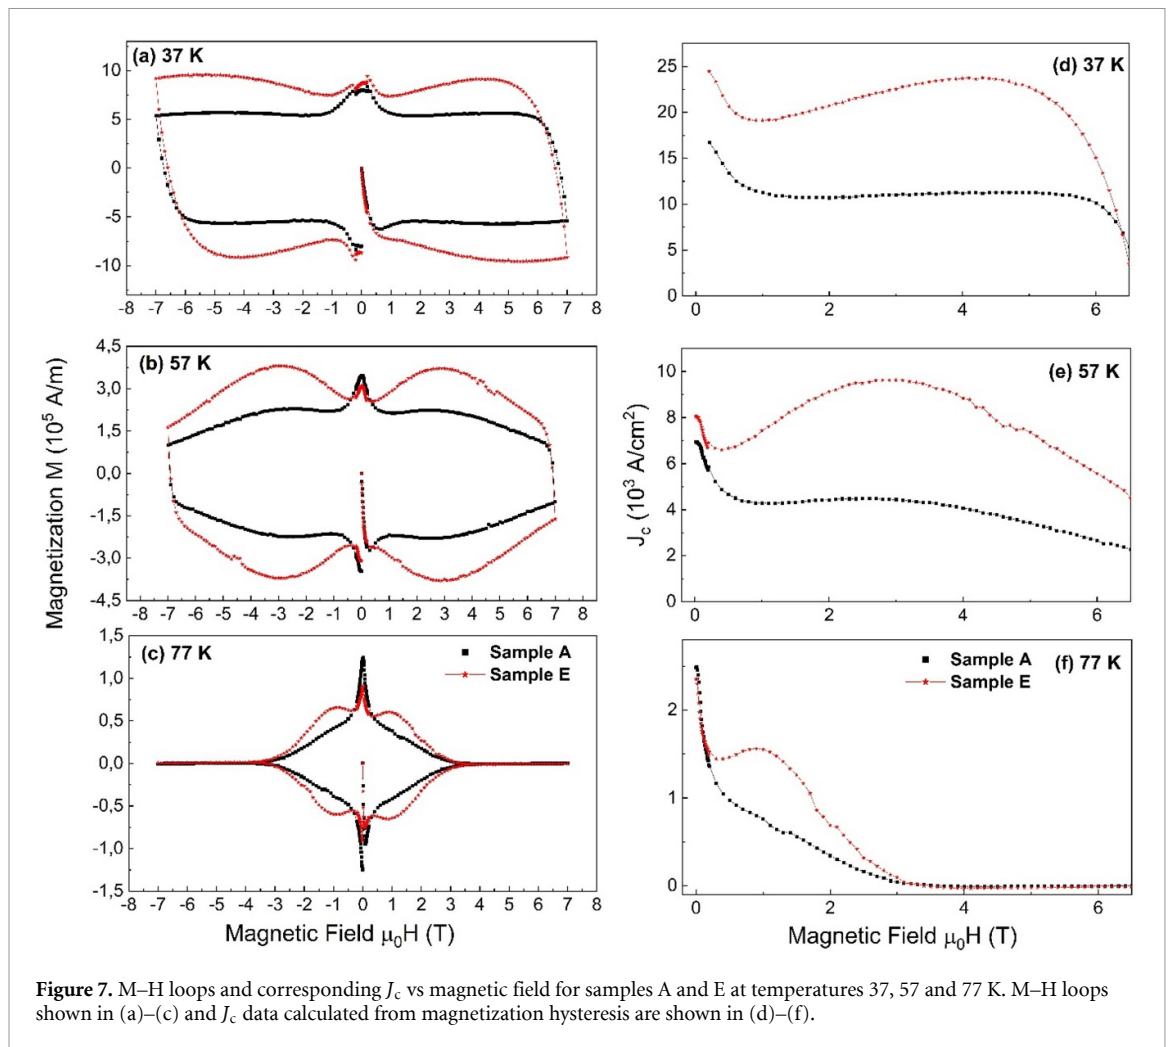 (a) 37 K
10
5
0
-5
-10
-8 -7 -6 -5 -4 -3 -2 -1 0 1 2 3 4 5 6 7 8
(b) 57 K
4,5
3,0
1,5
0,0
-1,5
-3,0
-4,5
-8 -7 -6 -5 -4 -3 -2 -1 0 1 2 3 4 5 6 7 8
Magnetization M (10⁵ A/m)
(c) 77 K
Sample A
Sample E
1,5
1,0
0,5
0,0
-0,5
-1,0
-1,5
-8 -7 -6 -5 -4 -3 -2 -1 0 1 2 3 4 5 6 7 8
Magnetic Field μ₀H (T)
(d) 37 K
25
20
15
10
5
0
0 2 4 6
(e) 57 K
10
8
6
4
2
0
0 2 4 6
J_c (10³ A/cm²)
Sample A
Sample E
(f) 77 K
2
1
0
0 2 4 6
Magnetic Field μ₀H (T)
Figure 7. M–H loops and corresponding J_c vs magnetic field for samples A and E at temperatures 37, 57 and 77 K. M–H loops
shown in (a)–(c) and J_c data calculated from magnetization hysteresis are shown in (d)–(f).